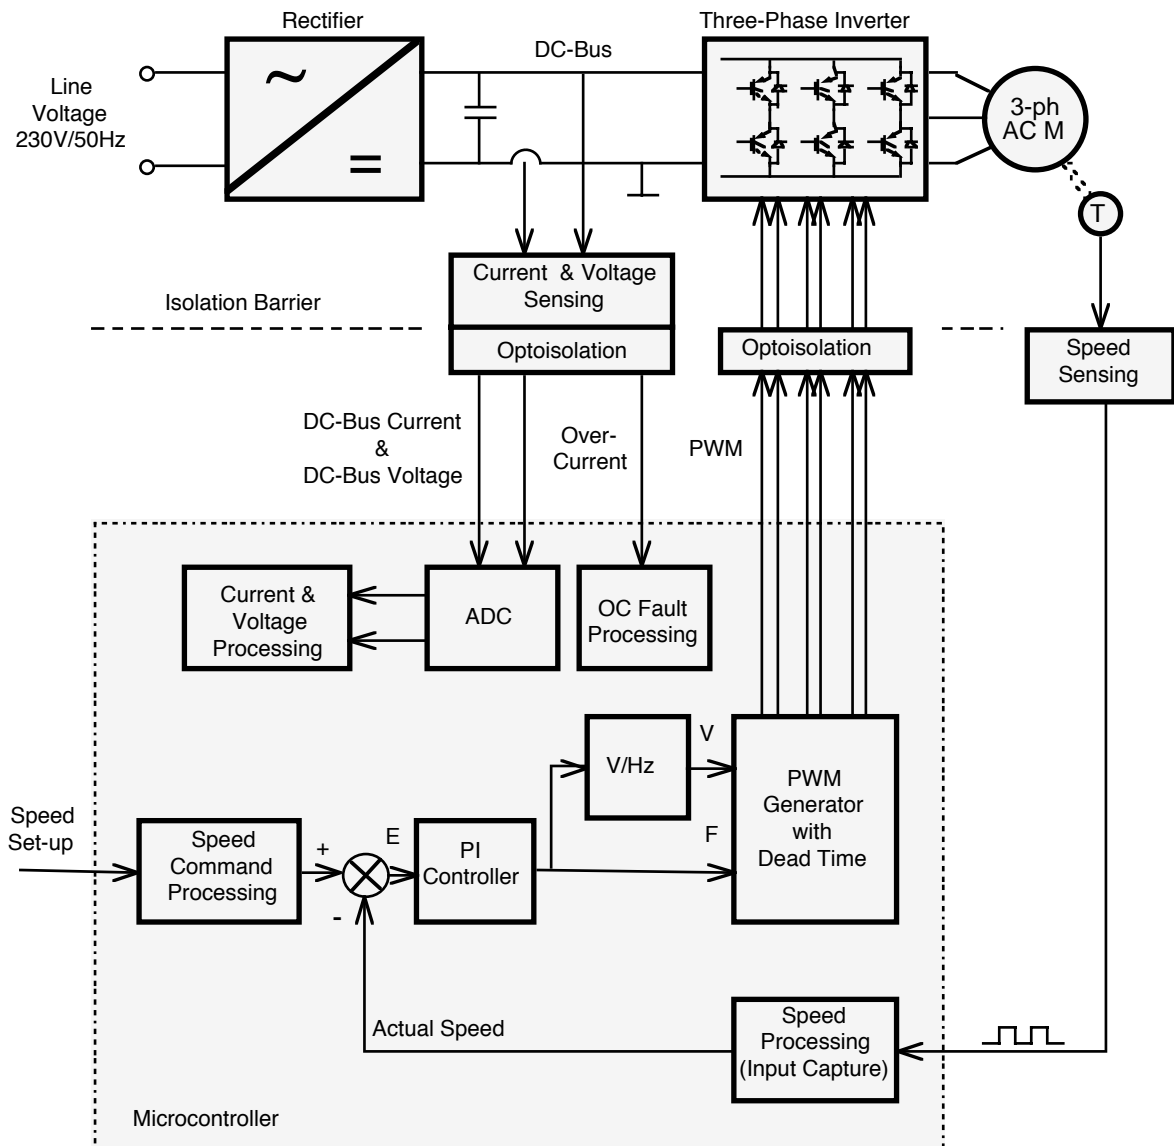 Rectifier
Three-Phase Inverter
DC-Bus
Line
Voltage
230V/50Hz
~
=
3-ph
AC M
T
Current & Voltage
Sensing
Isolation Barrier
Optoisolation
Optoisolation
Speed
Sensing
DC-Bus Current
&
DC-Bus Voltage
Over-
Current
PWM
Current &
Voltage
Processing
ADC
OC Fault
Processing
V/Hz
V
PWM
Generator
with
Dead Time
F
Speed
Set-up
Speed
Command
Processing
+
-
E
PI
Controller
Actual Speed
Speed
Processing
(Input Capture)
Microcontroller